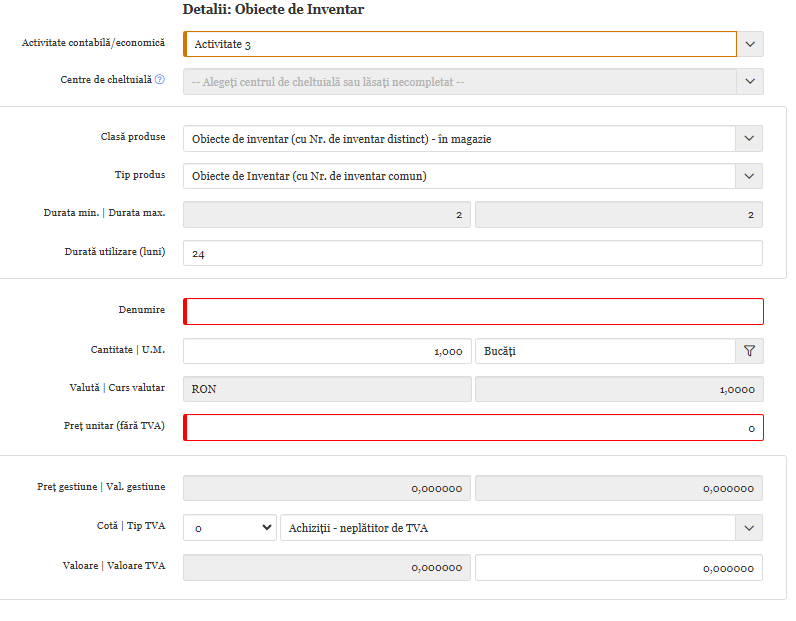 Detalii: Obiecte de Inventar
Activitate contabilă/economică Activitate 3
Centre de cheltuială ? -- Alegeți centrul de cheltuială sau lăsați necompletat --
Clasă produse Obiecte de inventar (cu Nr. de inventar distinct) - în magazie
Tip produs Obiecte de Inventar (cu Nr. de inventar comun)
Durata min. | Durata max. 2 2
Durată utilizare (luni) 24
Denumire
Cantitate | U.M. 1,000 Bucăți
Valută | Curs valutar RON 1,0000
Preț unitar (fără TVA) 0
Preț gestiune | Val. gestiune 0,000000 0,000000
Cotă | Tip TVA 0 Achiziții - neplătitor de TVA
Valoare | Valoare TVA 0,000000 0,000000